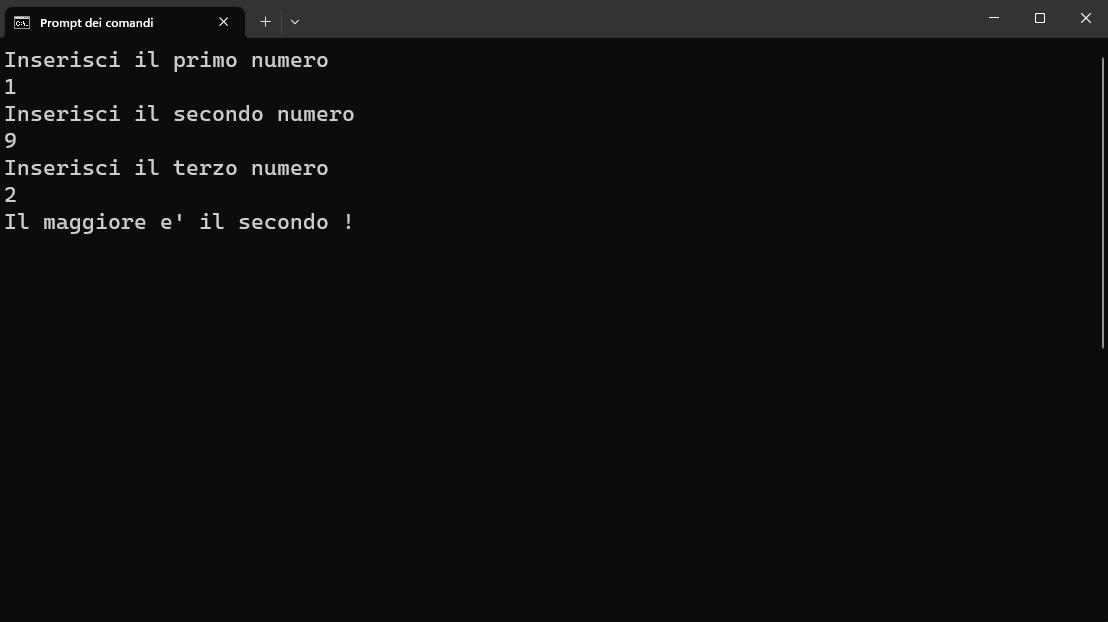 Prompt dei comandi
Inserisci il primo numero
1
Inserisci il secondo numero
9
Inserisci il terzo numero
2
Il maggiore e' il secondo !